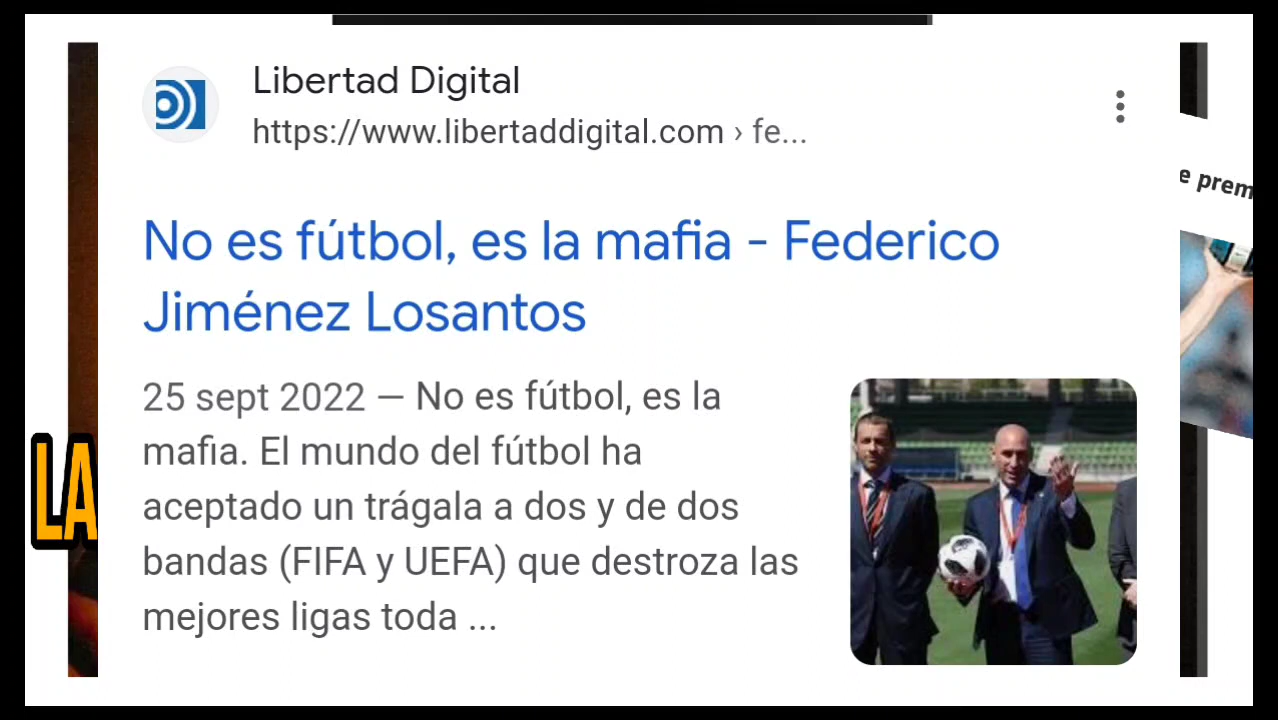 Libertad Digital
https://www.libertaddigital.com › fe...
e prem
No es fútbol, es la mafia - Federico
Jiménez Losantos
25 sept 2022 — No es fútbol, es la
mafia. El mundo del fútbol ha
aceptado un trágala a dos y de dos
bandas (FIFA y UEFA) que destroza las
mejores ligas toda ...
LA